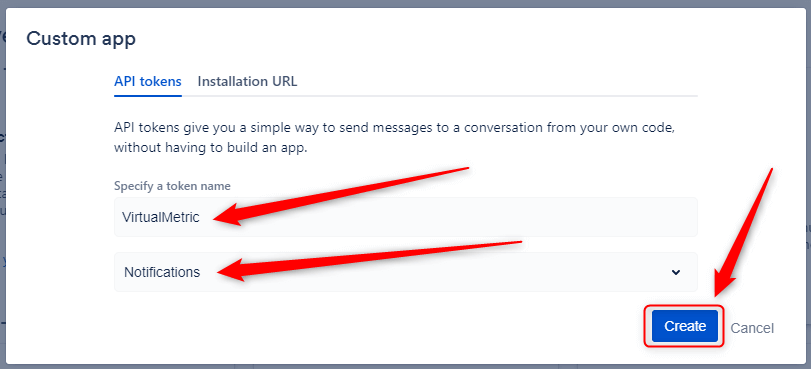 Custom app
API tokens
Installation URL
API tokens give you a simple way to send messages to a conversation from your own code,
without having to build an app.
Specify a token name
VirtualMetric
Notifications
Create
Cancel